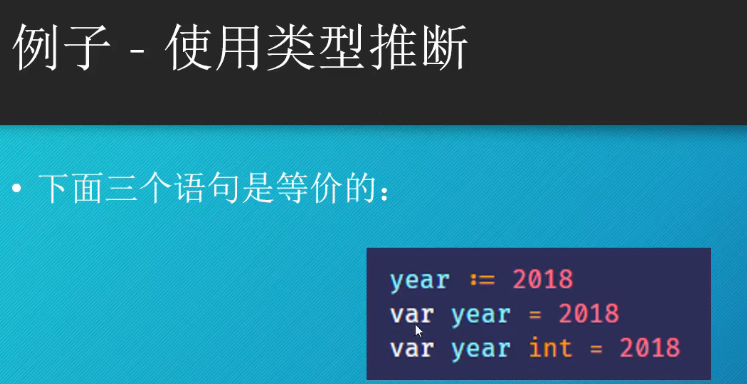 例子 - 使用类型推断
• 下面三个语句是等价的：
year := 2018
var year = 2018
var year int = 2018